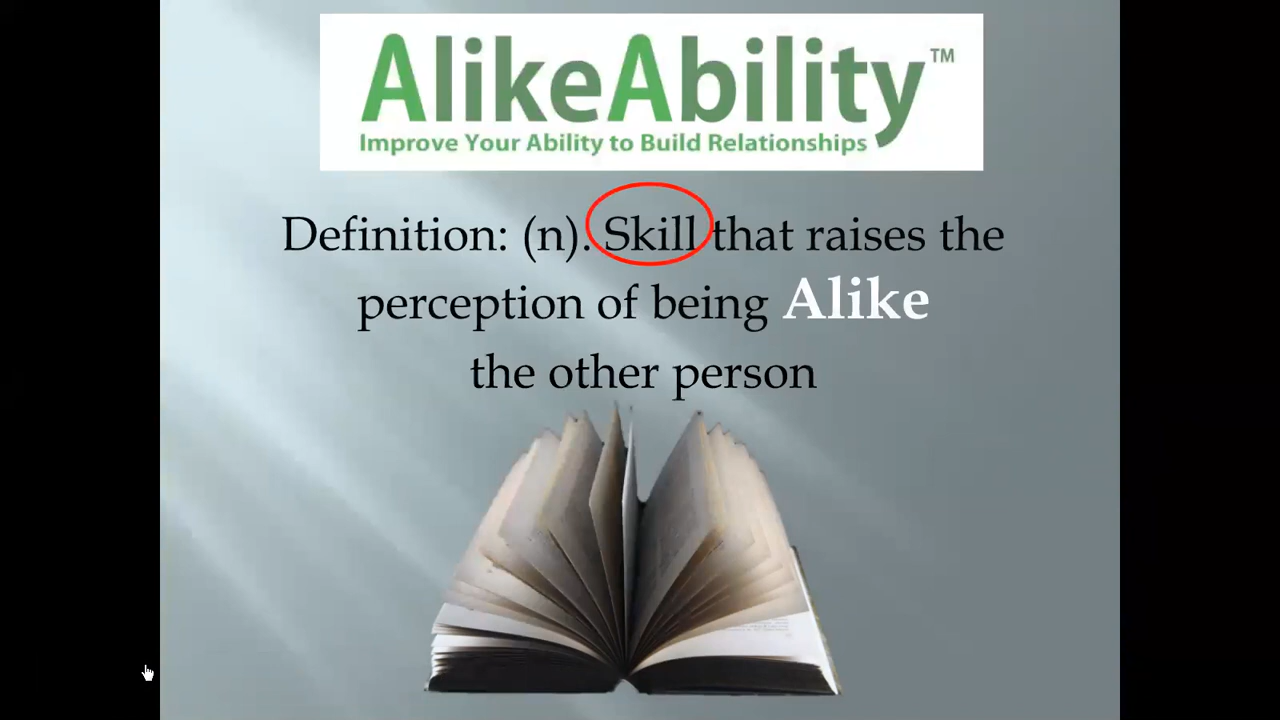 AlikeAbility™
Improve Your Ability to Build Relationships
Definition: (n). Skill that raises the
perception of being Alike
the other person